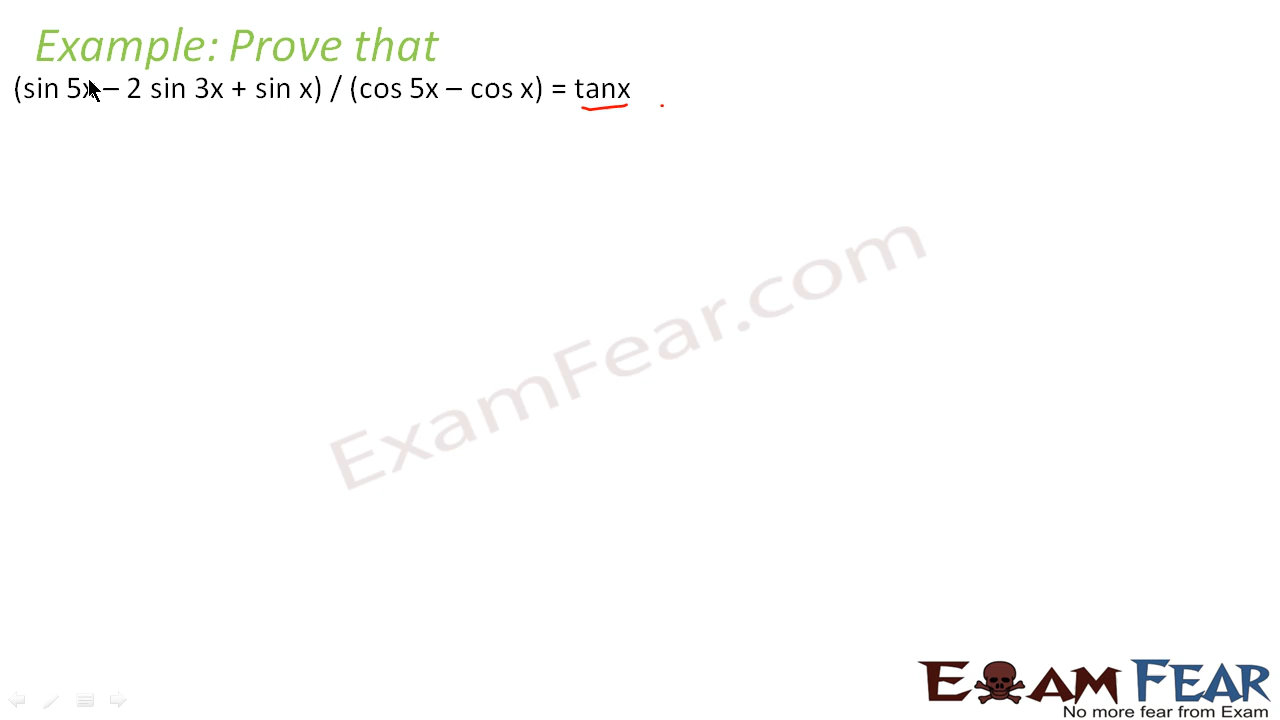 Example: Prove that
(sin 5x – 2 sin 3x + sin x) / (cos 5x – cos x) = tanx
ExamFear.com
EXAM FEAR
No more fear from Exam